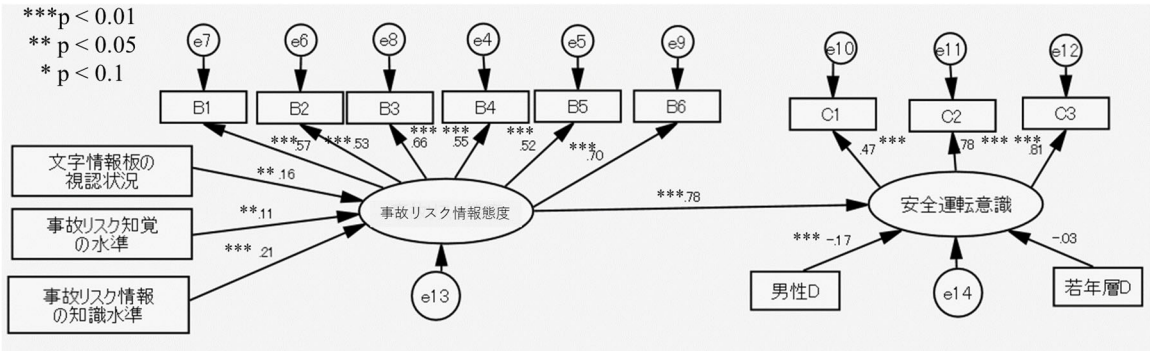 ***p < 0.01
** p < 0.05
* p < 0.1
e7
e6
e8
e4
e5
e9
e10
e11
e12
B1
B2
B3
B4
B5
B6
C1
C2
C3
***.57
***.53
***
.66
***
.55
***
.52
***.70
.47 ***
.78 ***
***
.81
文字情報板の
視認状況
** .16
事故リスク知覚
の水準
**.11
事故リスク情報
の知識水準
*** .21
事故リスク情報態度
***.78
安全運転意識
e13
*** -.17
男性D
e14
-.03
若年層D